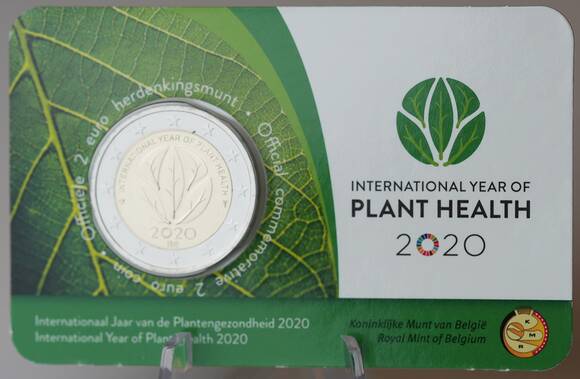 Officiële 2 euro herdenkingsmunt • Official commemorative 2 euro coin •
INTERNATIONAL YEAR OF PLANT HEALTH
2020
INTERNATIONAL YEAR OF
PLANT HEALTH
2020
Internationaal Jaar van de Plantengezondheid 2020
International Year of Plant Health 2020
Koninklijke Munt van België
Royal Mint of Belgium
K M R